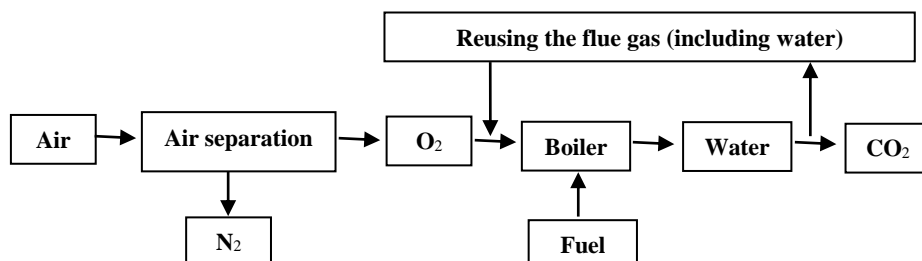 Reusing the flue gas (including water)
Air
Air separation
O₂
Boiler
Water
CO₂
N₂
Fuel